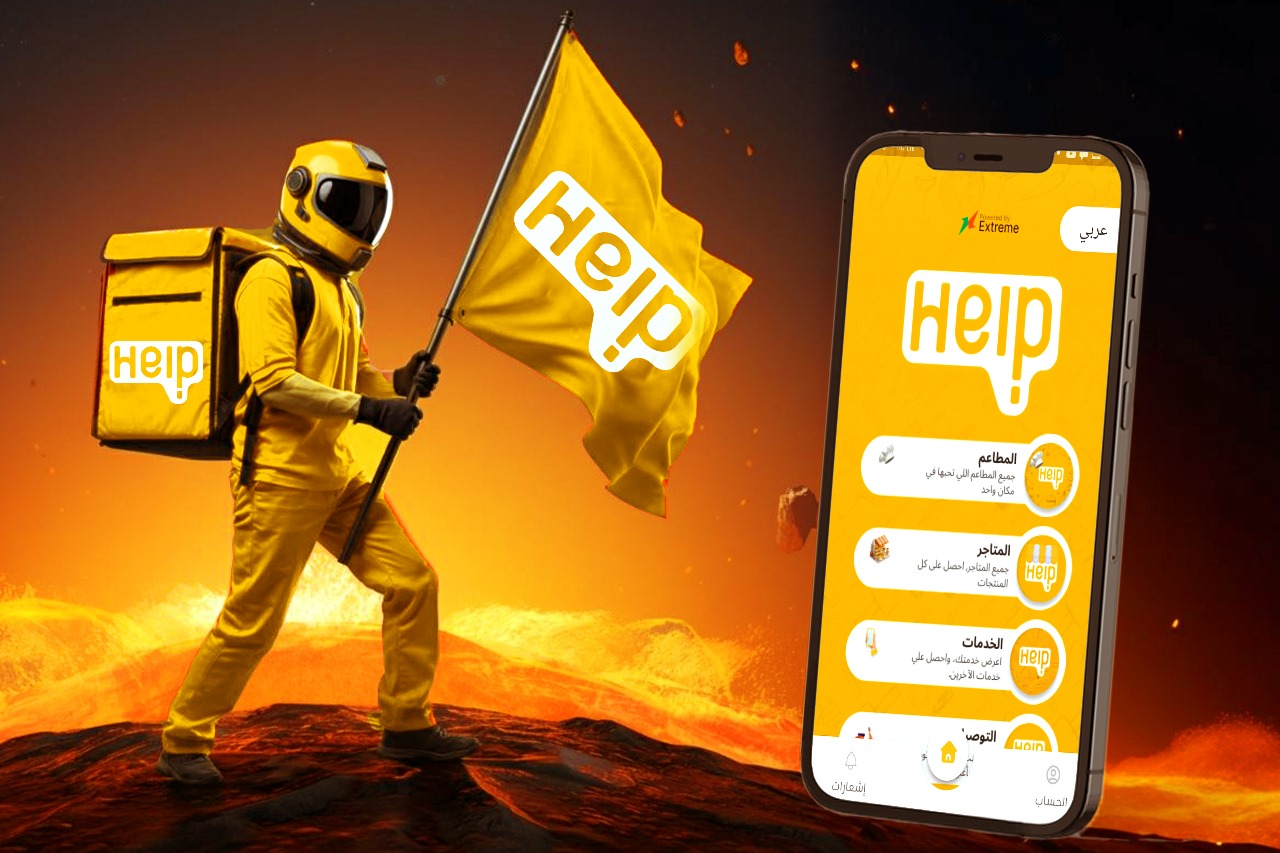 Help
Help
Powered by
Extreme
عربي
Help
المطاعم
جميع المطاعم اللي تحبها في
مكان واحد
Help
المتاجر
جميع المتاجر, احصل على كل
المنتجات
Help
الخدمات
اعرض خدمتك، واحصل علي
خدمات الآخرين.
Help
Help
إشعارات
الحساب